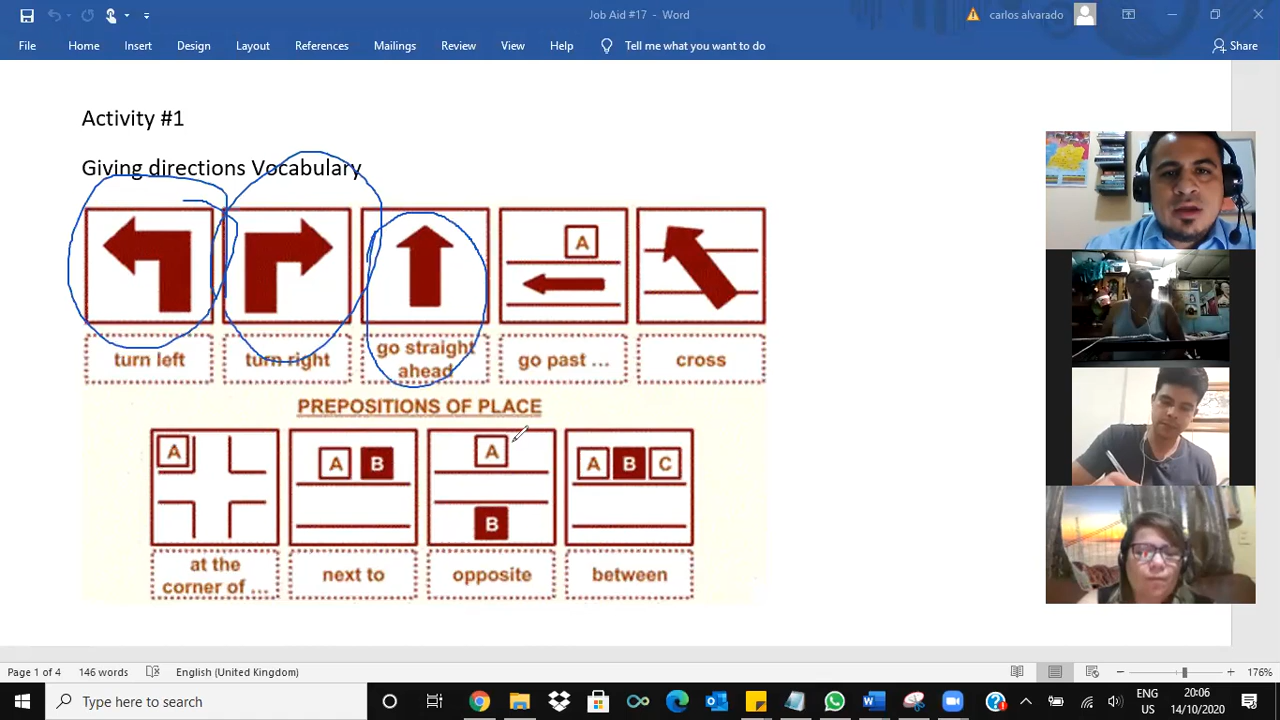 Job Aid #17 - Word
carlos alvarado
File Home Insert Design Layout References Mailings Review View Help Tell me what you want to do Share
Activity #1
Giving directions Vocabulary
A
turn left
turn right
go straight
ahead
go past ...
cross
PREPOSITIONS OF PLACE
A
A B
A
B
A B C
at the
corner of ...
next to
opposite
between
Page 1 of 4 146 words English (United Kingdom) 176%
Type here to search
ENG
US
20:06
14/10/2020